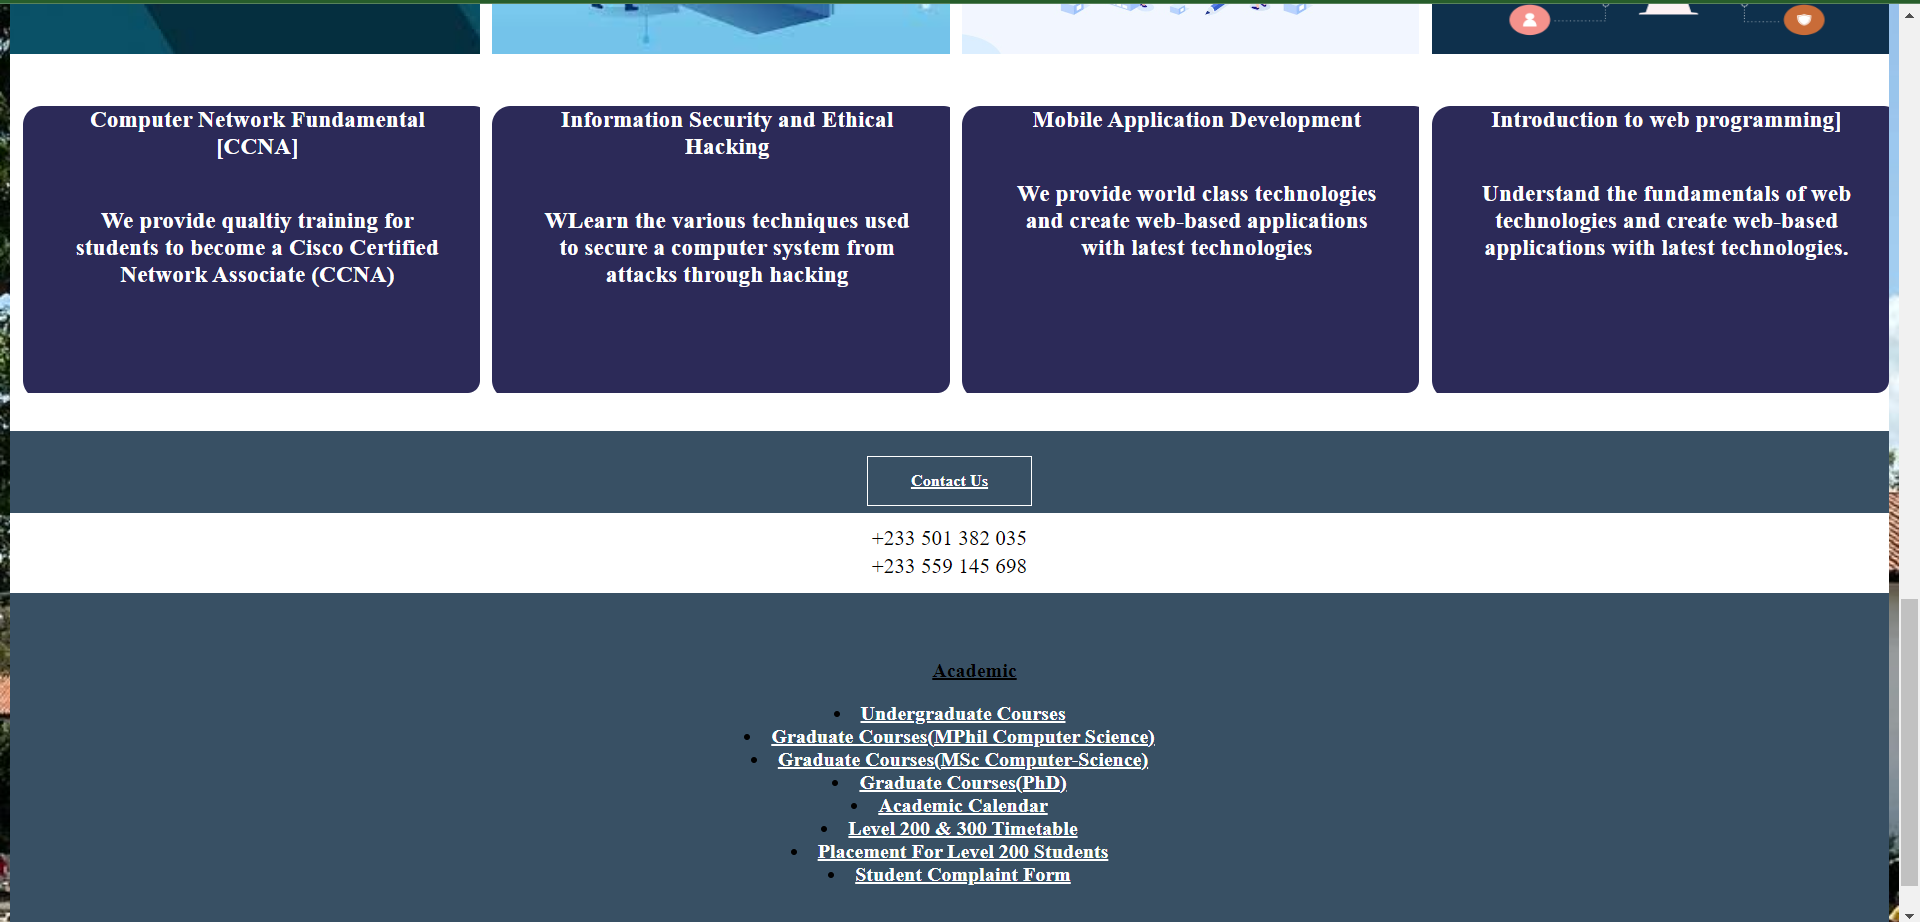 Computer Network Fundamental
[CCNA]
We provide qualtiy training for
students to become a Cisco Certified
Network Associate (CCNA)
Information Security and Ethical
Hacking
WLearn the various techniques used
to secure a computer system from
attacks through hacking
Mobile Application Development
We provide world class technologies
and create web-based applications
with latest technologies
Introduction to web programming]
Understand the fundamentals of web
technologies and create web-based
applications with latest technologies.
Contact Us
+233 501 382 035
+233 559 145 698
Academic
Undergraduate Courses
Graduate Courses(MPhil Computer Science)
Graduate Courses(MSc Computer-Science)
Graduate Courses(PhD)
Academic Calendar
Level 200 & 300 Timetable
Placement For Level 200 Students
Student Complaint Form